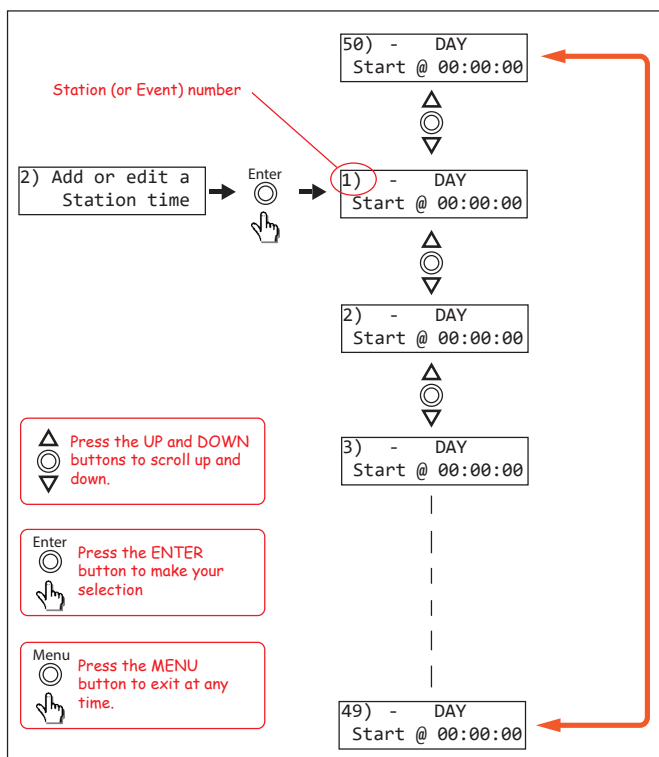 50)  -   DAY
Start @ 00:00:00
Station (or Event) number
2) Add or edit a
Station time
Enter
1)  -   DAY
Start @ 00:00:00
2)  -   DAY
Start @ 00:00:00
3)  -   DAY
Start @ 00:00:00
Press the UP and DOWN
buttons to scroll up and
down.
Enter
Press the ENTER
button to make your
selection
Menu
Press the MENU
button to exit at any
time.
49)  -   DAY
Start @ 00:00:00